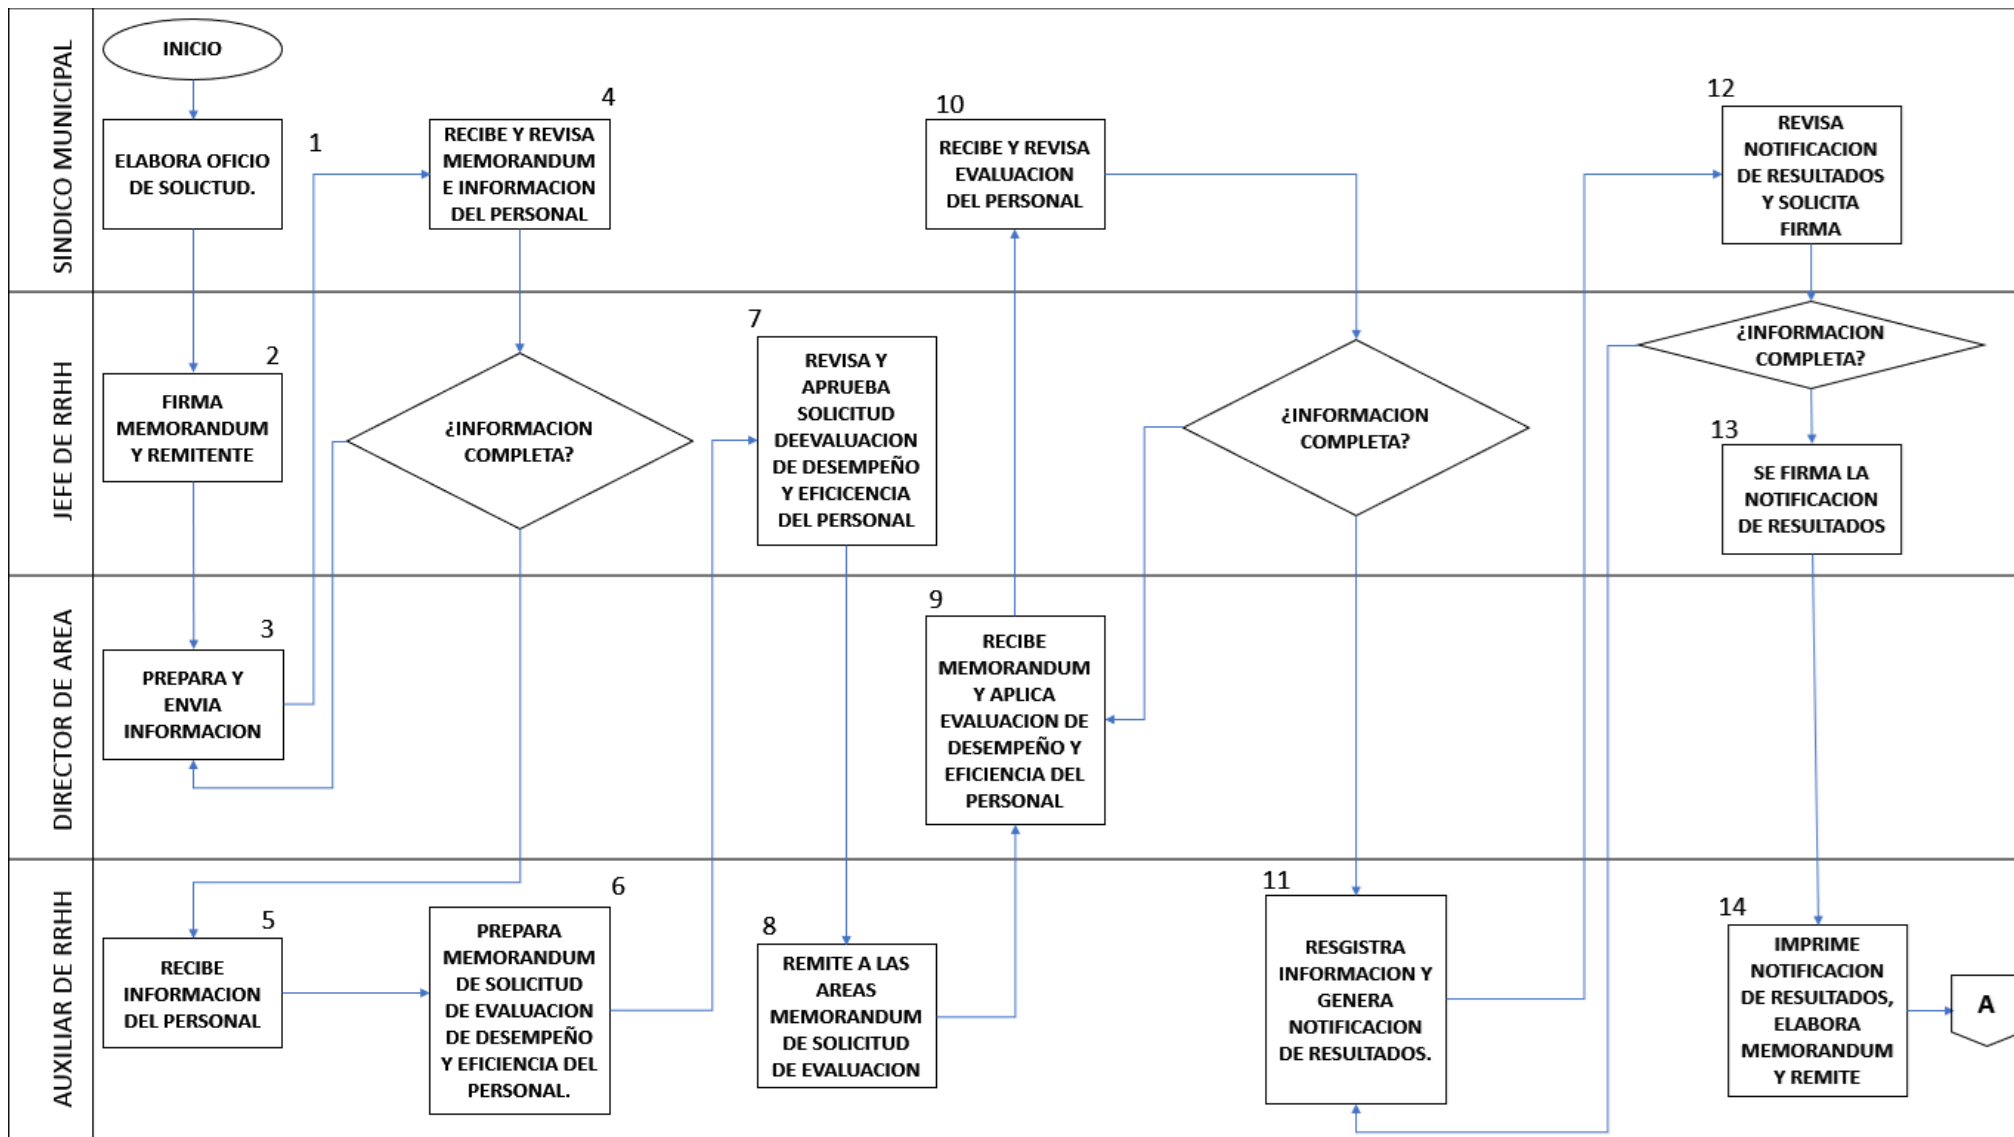 SINDICO MUNICIPAL
INICIO
ELABORA OFICIO
DE SOLICTUD.
1
4
RECIBE Y REVISA
MEMORANDUM
E INFORMACION
DEL PERSONAL
10
RECIBE Y REVISA
EVALUACION
DEL PERSONAL
12
REVISA
NOTIFICACION
DE RESULTADOS
Y SOLICITA
FIRMA
JEFE DE RRHH
2
FIRMA
MEMORANDUM
Y REMITENTE
¿INFORMACION
COMPLETA?
7
REVISA Y
APRUEBA
SOLICITUD
DEEVALUACION
DE DESEMPEÑO
Y EFICICENCIA
DEL PERSONAL
¿INFORMACION
COMPLETA?
¿INFORMACION
COMPLETA?
13
SE FIRMA LA
NOTIFICACION
DE RESULTADOS
DIRECTOR DE AREA
3
PREPARA Y
ENVIA
INFORMACION
9
RECIBE
MEMORANDUM
Y APLICA
EVALUACION DE
DESEMPEÑO Y
EFICIENCIA DEL
PERSONAL
AUXILIAR DE RRHH
5
RECIBE
INFORMACION
DEL PERSONAL
6
PREPARA
MEMORANDUM
DE SOLICITUD
DE EVALUACION
DE DESEMPEÑO
Y EFICIENCIA DEL
PERSONAL.
8
REMITE A LAS
AREAS
MEMORANDUM
DE SOLICITUD
DE EVALUACION
11
RESGISTRA
INFORMACION Y
GENERA
NOTIFICACION
DE RESULTADOS.
14
IMPRIME
NOTIFICACION
DE RESULTADOS,
ELABORA
MEMORANDUM
Y REMITE
A